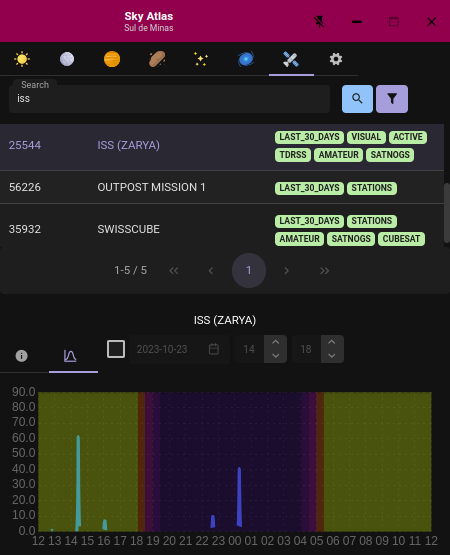 Sky Atlas
Sul de Minas
Search
iss
25544 ISS (ZARYA) LAST_30_DAYS VISUAL ACTIVE
TDRSS AMATEUR SATNOGS
56226 OUTPOST MISSION 1 LAST_30_DAYS STATIONS
35932 SWISSCUBE LAST_30_DAYS STATIONS
AMATEUR SATNOGS CUBESAT
1-5 / 5 << < 1 > >>
ISS (ZARYA)
2023-10-23 14 18
90.0
80.0
70.0
60.0
50.0
40.0
30.0
20.0
10.0
0.0
12 13 14 15 16 17 18 19 20 21 22 23 00 01 02 03 04 05 06 07 08 09 10 11 12